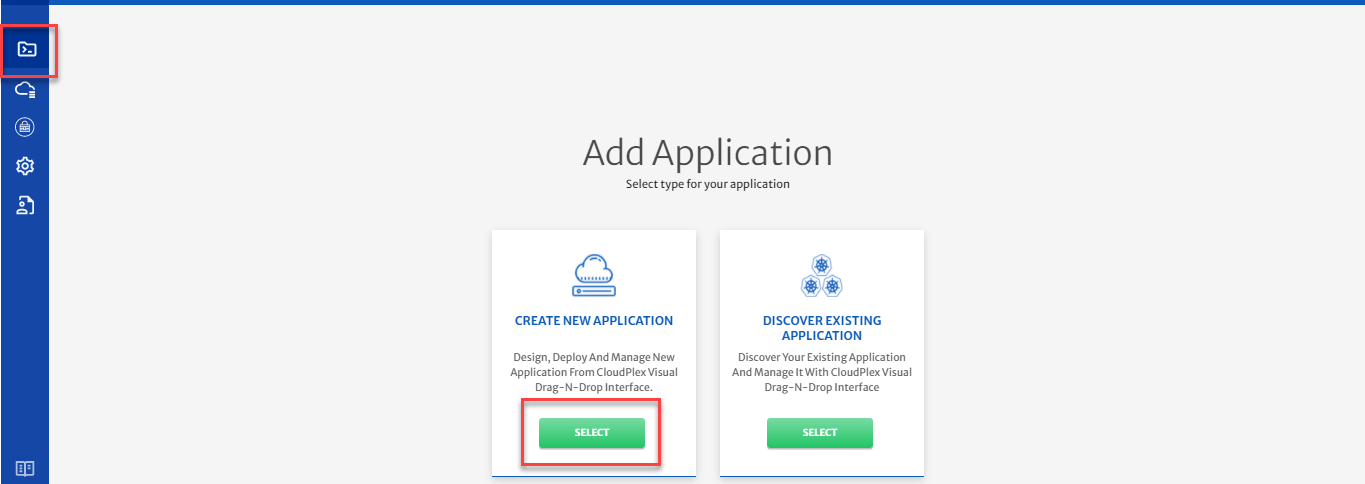 Add Application
Select type for your application
CREATE NEW APPLICATION
Design, Deploy And Manage New
Application From CloudPlex Visual
Drag-N-Drop Interface.
SELECT
DISCOVER EXISTING
APPLICATION
Discover Your Existing Application
And Manage It With CloudPlex Visual
Drag-N-Drop Interface
SELECT